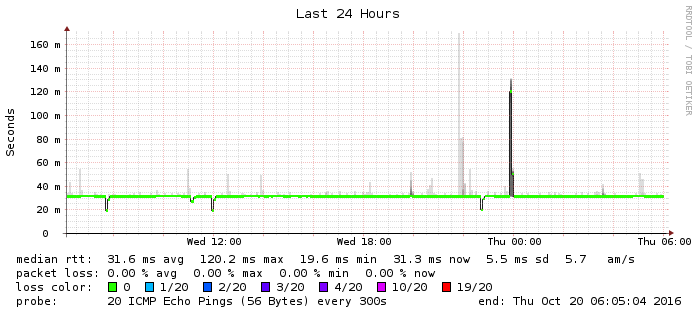 Last 24 Hours
RRDTOOL / TOBI OETIKER
Seconds
160 m
140 m
120 m
100 m
80 m
60 m
40 m
20 m
0
Wed 12:00 Wed 18:00 Thu 00:00 Thu 06:00
median rtt: 31.6 ms avg 120.2 ms max 19.6 ms min 31.3 ms now 5.5 ms sd 5.7 am/s
packet loss: 0.00 % avg 0.00 % max 0.00 % min 0.00 % now
loss color: 0 1/20 2/20 3/20 4/20 10/20 19/20
probe: 20 ICMP Echo Pings (56 Bytes) every 300s end: Thu Oct 20 06:05:04 2016